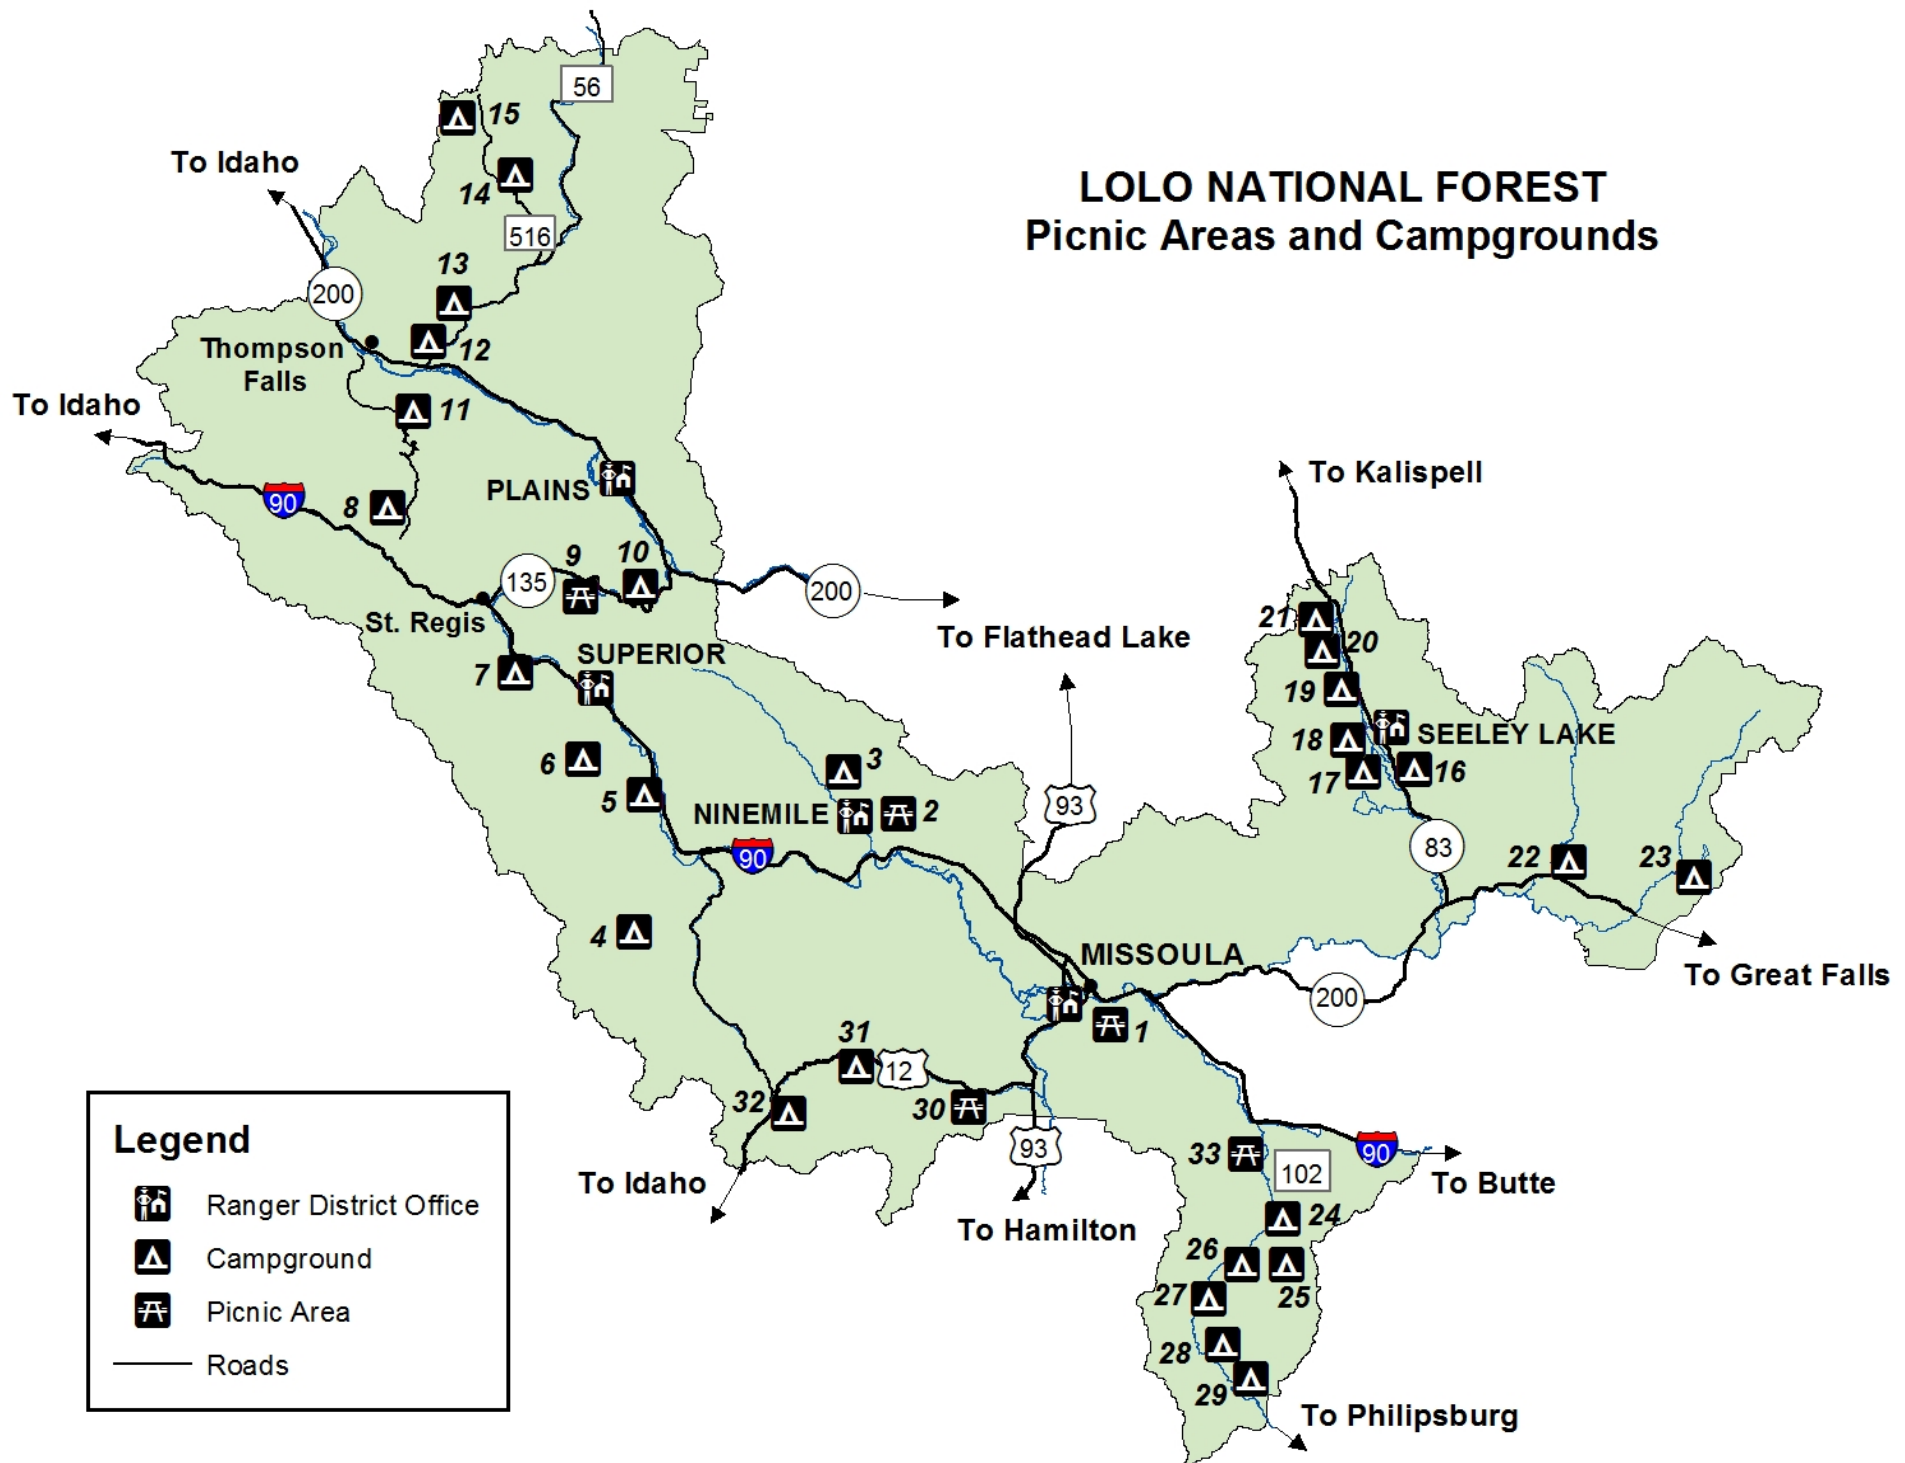 56
15
To Idaho
14
LOLO NATIONAL FOREST
Picnic Areas and Campgrounds
516
13
200
Thompson
Falls
12
To Idaho
11
To Kalispell
PLAINS
90
8
9
10
135
200
St. Regis
To Flathead Lake
21
20
SUPERIOR
7
19
SEELEY LAKE
18
6
3
17
16
5
NINEMILE
2
93
90
83
22
23
4
MISSOULA
To Great Falls
200
31
1
12
32
30
93
33
90
102
To Idaho
To Butte
To Hamilton
24
26
25
27
28
29
To Philipsburg
Legend
Ranger District Office
Campground
Picnic Area
Roads